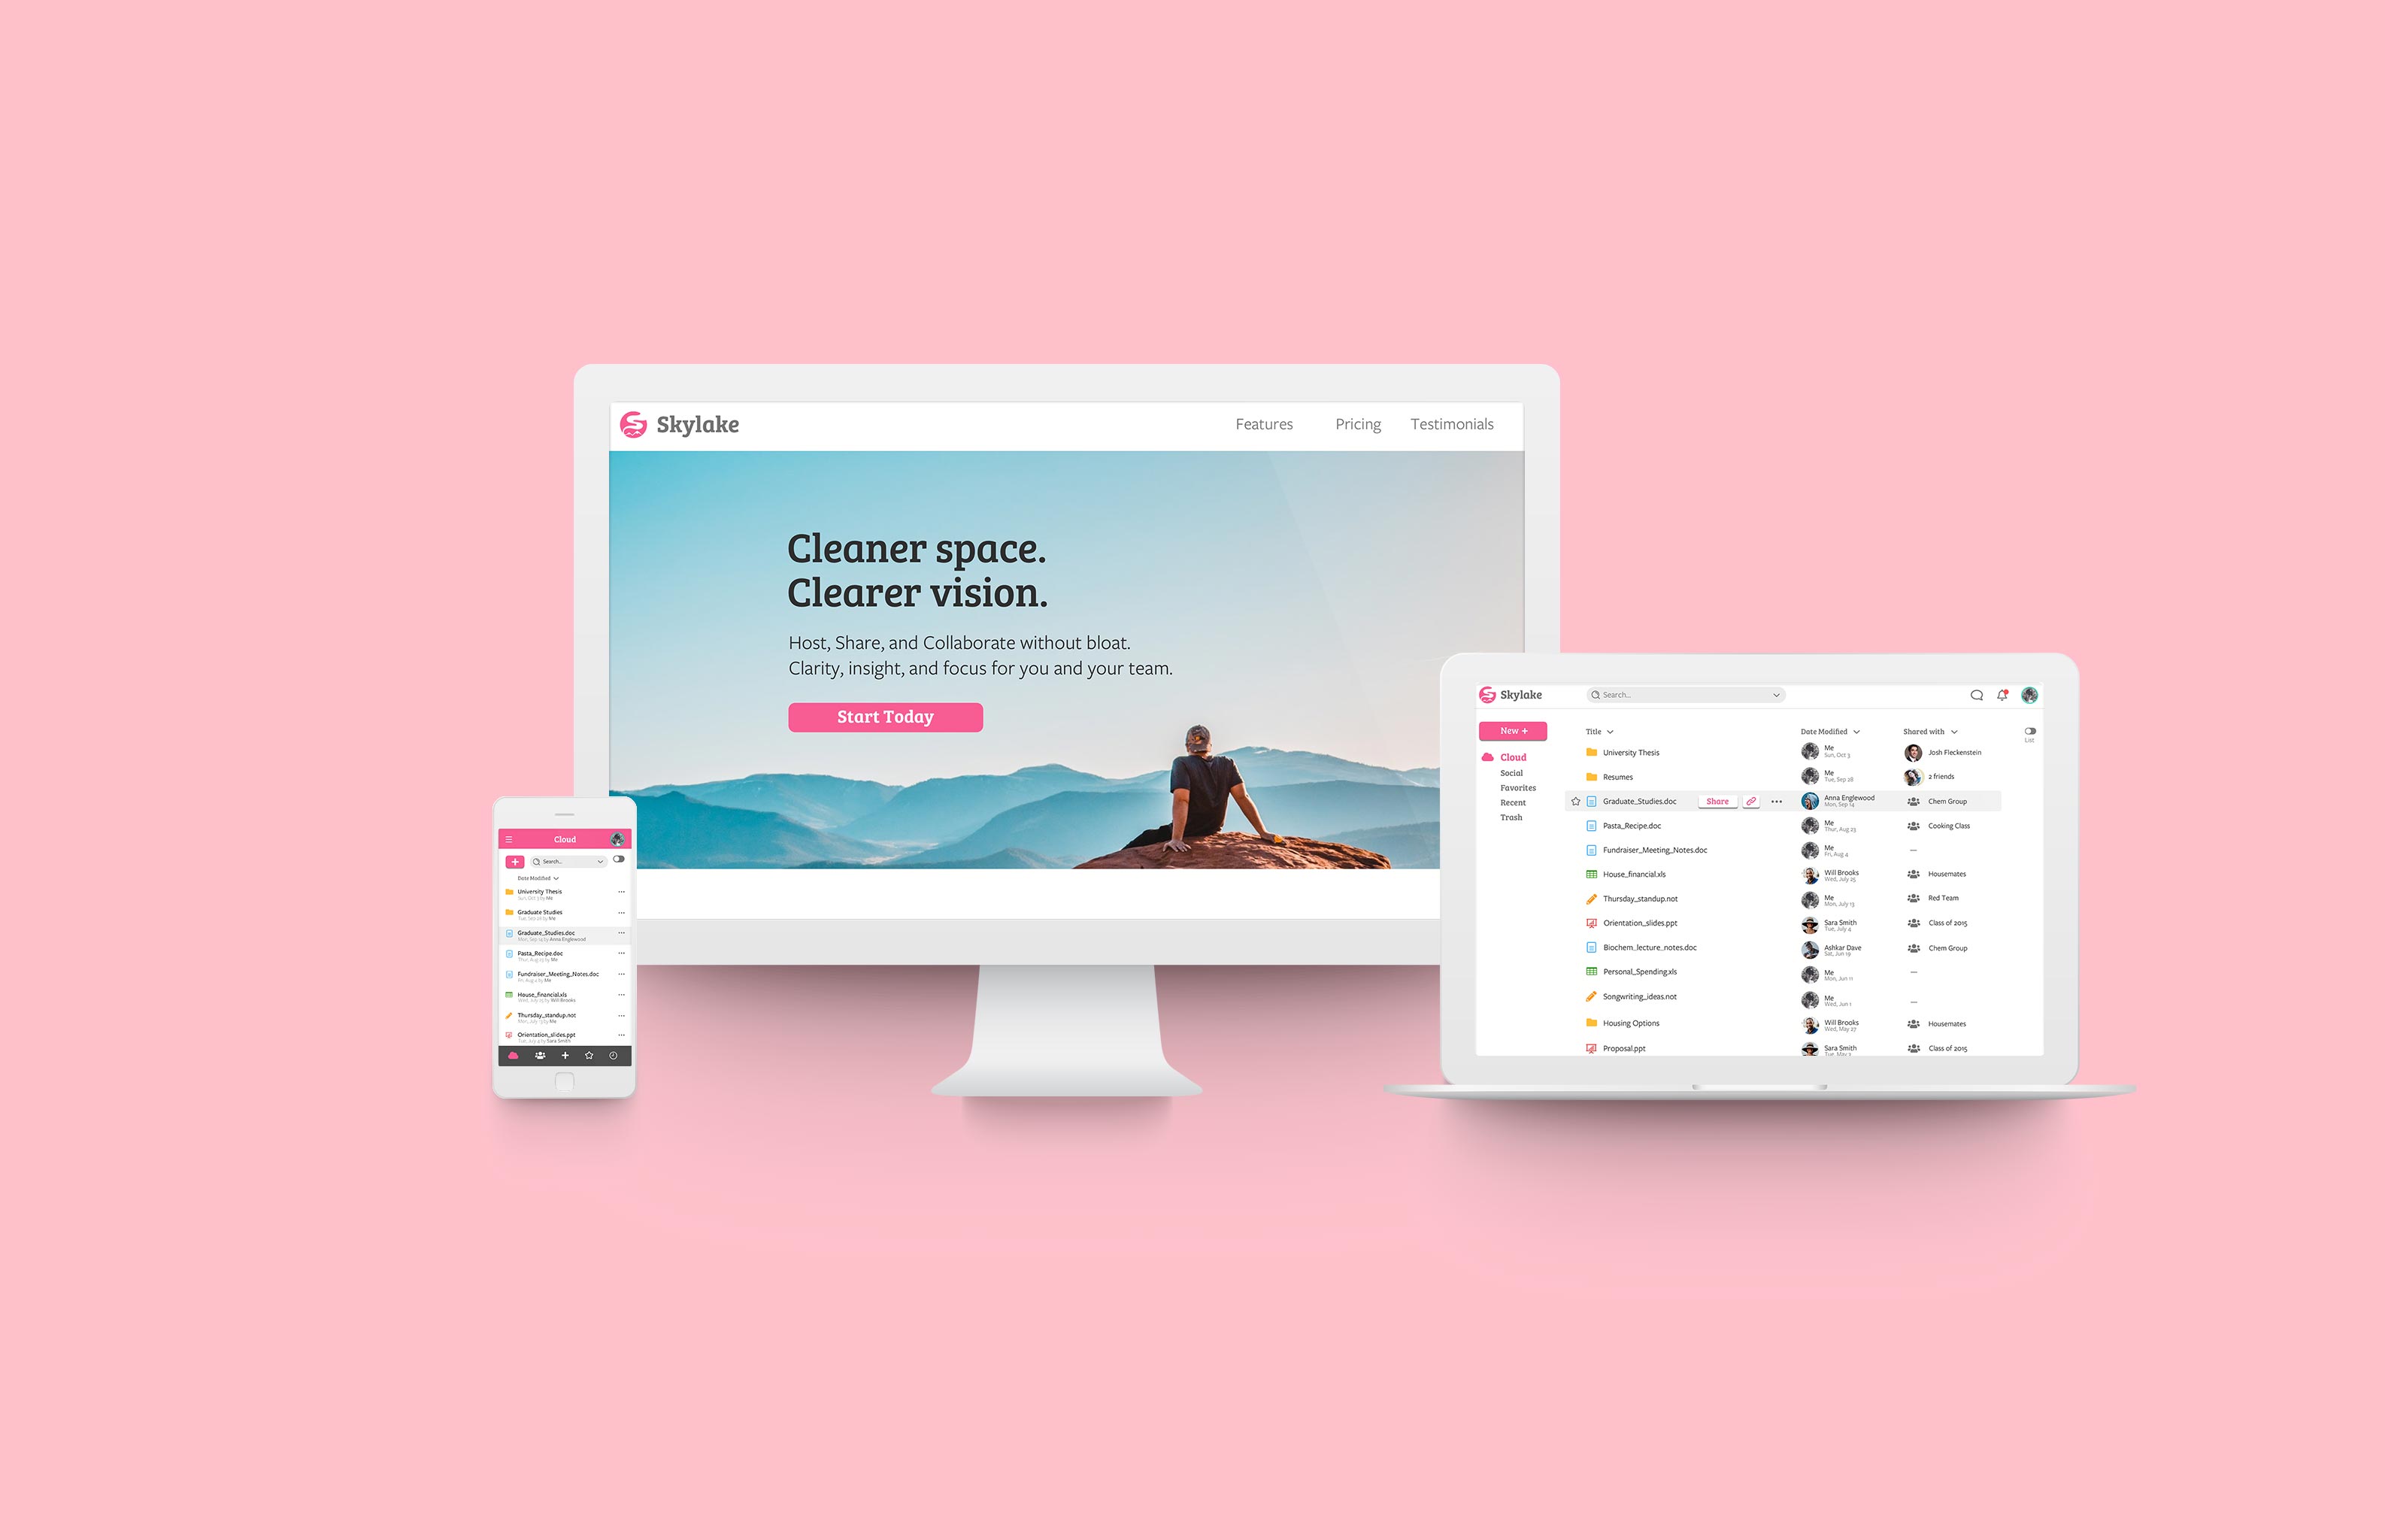 Skylake
Features Pricing Testimonials
Cleaner space.
Clearer vision.
Host, Share, and Collaborate without bloat.
Clarity, insight, and focus for you and your team.
Start Today
Cloud
Search...
Date Modified
University Thesis
Sun, Oct 3 by Me
Graduate Studies
Tue, Sep 28 by Me
Graduate_Studies.doc
Mon, Sep 14 by Anna Englewood
Pasta_Recipe.doc
Thur, Aug 23 by Me
Fundraiser_Meeting_Notes.doc
Fri, Aug 4 by Me
House_financial.xls
Wed, July 25 by Will Brooks
Thursday_standup.not
Mon, July 13 by Me
Orientation_slides.ppt
Tue, July 4 by Sara Smith
Skylake Search...
New +
Cloud
Social
Favorites
Recent
Trash
Title Date Modified Shared with
List
University Thesis Me Josh Fleckenstein
Sun, Oct 3
Resumes Me 2 friends
Tue, Sep 28
Graduate_Studies.doc Share Anna Englewood Chem Group
Mon, Sep 14
Pasta_Recipe.doc Me Cooking Class
Thur, Aug 23
Fundraiser_Meeting_Notes.doc Me —
Fri, Aug 4
House_financial.xls Will Brooks Housemates
Wed, July 25
Thursday_standup.not Me Red Team
Mon, July 13
Orientation_slides.ppt Sara Smith Class of 2015
Tue, July 4
Biochem_lecture_notes.doc Ashkar Dave Chem Group
Sat, Jun 19
Personal_Spending.xls Me —
Mon, Jun 11
Songwriting_ideas.not Me —
Wed, Jun 1
Housing Options Will Brooks Housemates
Wed, May 27
Proposal.ppt Sara Smith Class of 2015
Tue, May 3